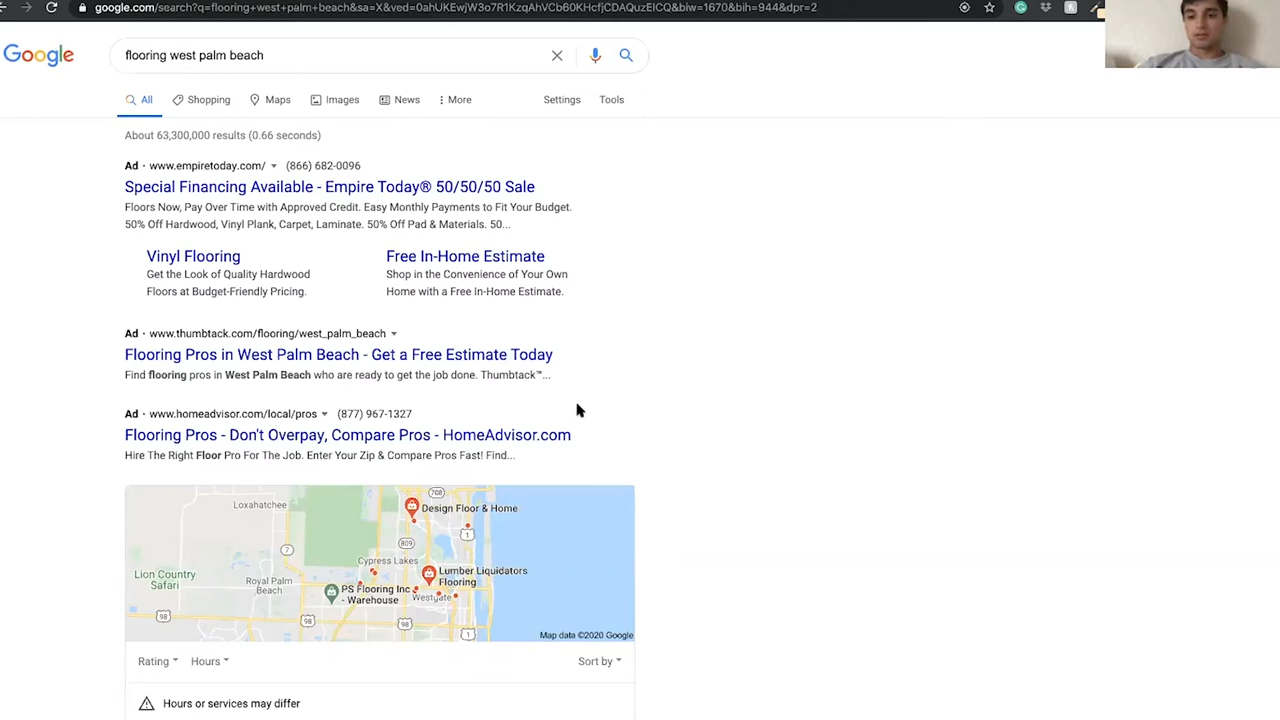 google.com/search?q=flooring+west+palm+beach&sa=X&ved=0ahUKEwjW3o7R1KzqAhVCb60KHcfjCDAQuzEICQ&biw=1670&bih=944&dpr=2
Google
flooring west palm beach
All
Shopping
Maps
Images
News
More
Settings
Tools
About 63,300,000 results (0.66 seconds)
Ad · www.empiretoday.com/ (866) 682-0096
Special Financing Available - Empire Today® 50/50/50 Sale
Floors Now, Pay Over Time with Approved Credit. Easy Monthly Payments to Fit Your Budget.
50% Off Hardwood, Vinyl Plank, Carpet, Laminate. 50% Off Pad & Materials. 50...
Vinyl Flooring
Get the Look of Quality Hardwood
Floors at Budget-Friendly Pricing.
Free In-Home Estimate
Shop in the Convenience of Your Own
Home with a Free In-Home Estimate.
Ad · www.thumbtack.com/flooring/west_palm_beach
Flooring Pros in West Palm Beach - Get a Free Estimate Today
Find flooring pros in West Palm Beach who are ready to get the job done. Thumbtack™...
Ad · www.homeadvisor.com/local/pros (877) 967-1327
Flooring Pros - Don't Overpay, Compare Pros - HomeAdvisor.com
Hire The Right Floor Pro For The Job. Enter Your Zip & Compare Pros Fast! Find...
708
Loxahatchee
Design Floor & Home
1
809
7
Cypress Lakes
Lion Country
Safari
Royal Palm
Beach
Lumber Liquidators
Flooring
PS Flooring Inc.
- Warehouse
Westgate
98
98
98
1
Map data ©2020 Google
Rating
Hours
Sort by
Hours or services may differ